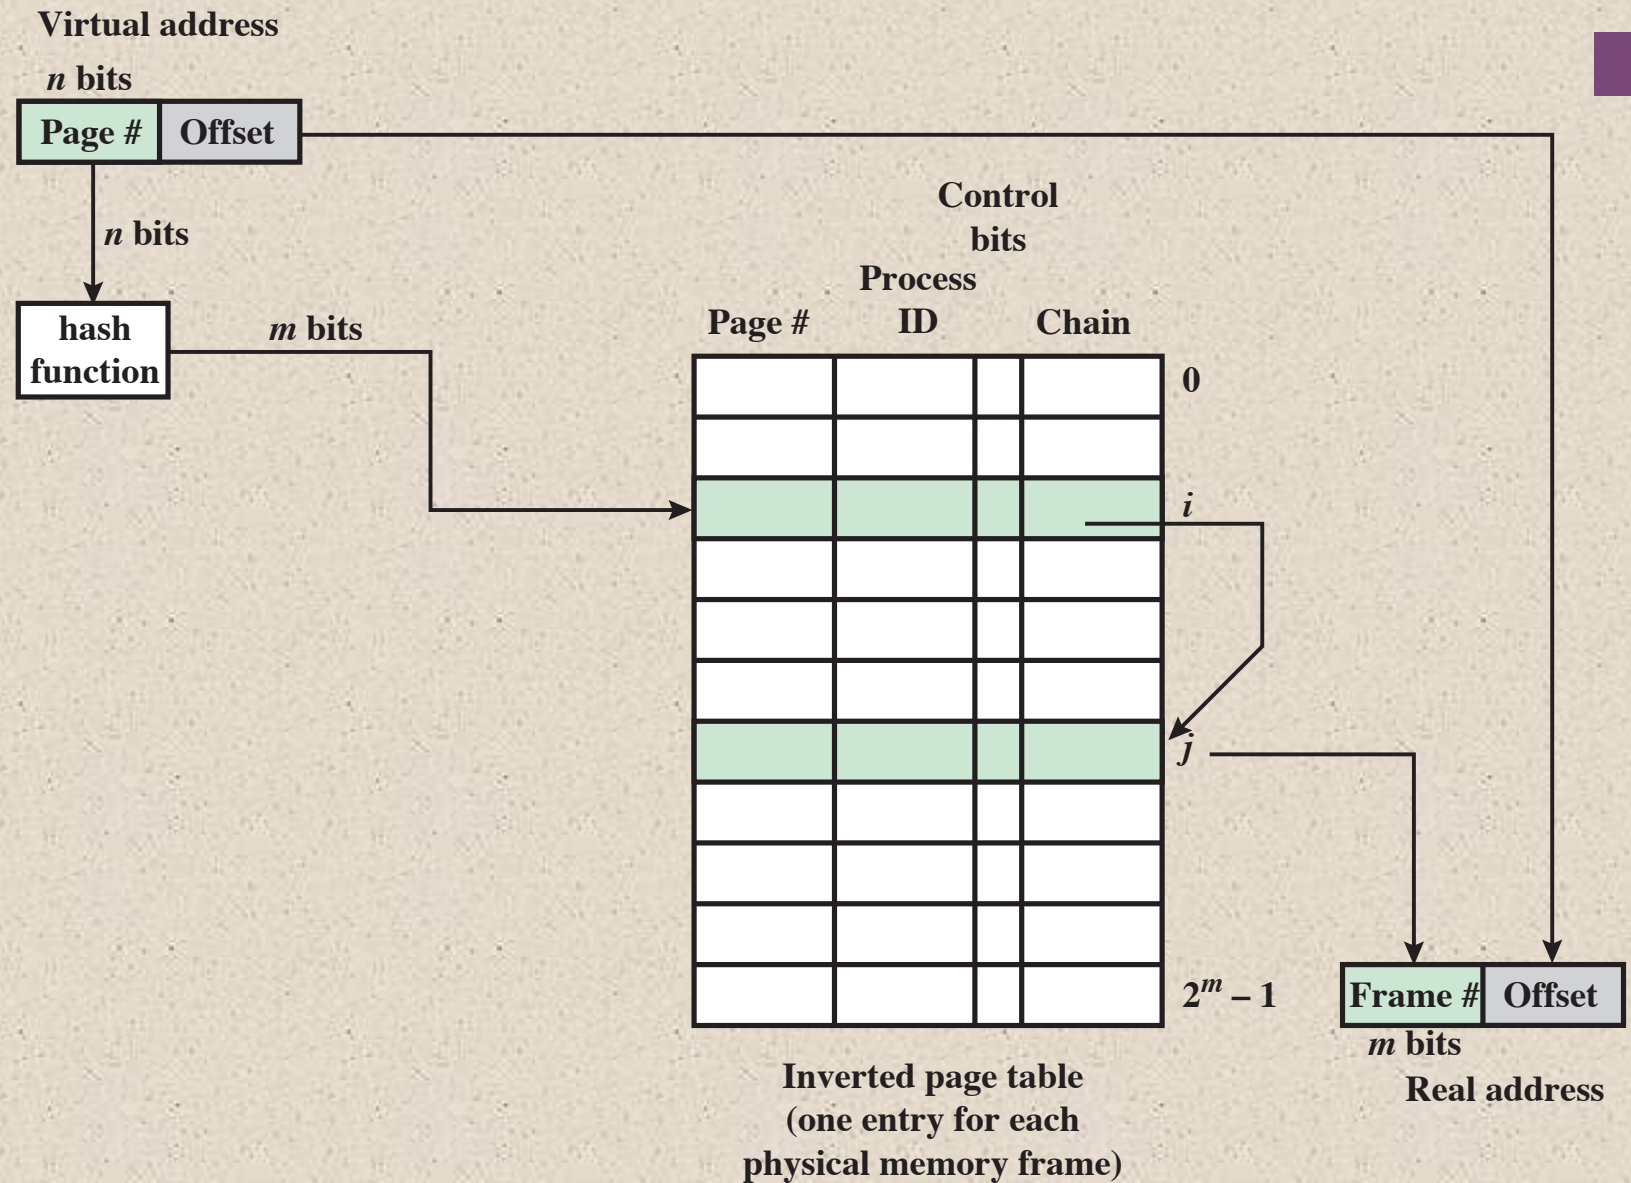 Virtual address
n bits
Page # Offset
n bits
hash
function
m bits
Control
bits
Process
Page # ID Chain
0
i
j
2^m – 1
Frame # Offset
m bits
Real address
Inverted page table
(one entry for each
physical memory frame)